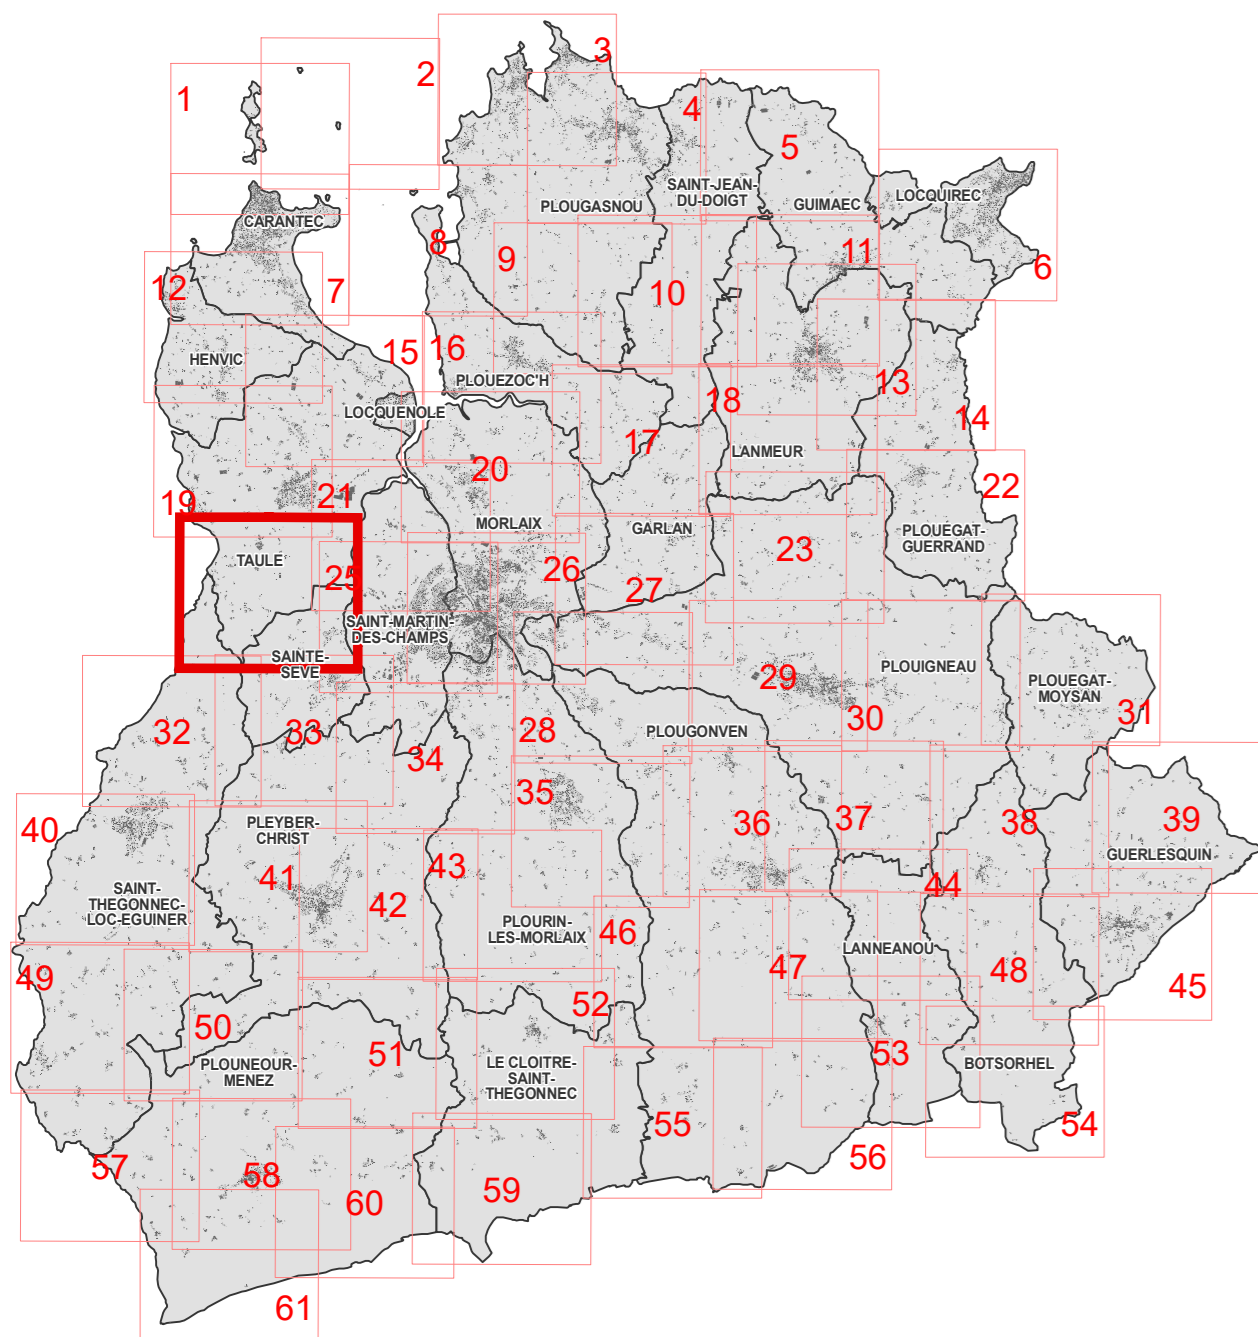 3
2
1
4
5
SAINT-JEAN-
DU-DOIGT
PLOUGASNOU
GUIMAEC
LOCQUIREC
CARANTEC
8
9
11
6
12
7
10
HENVIC
15
16
PLOUEZOC'H
13
18
14
LOCQUENOLE
17
LANMEUR
20
19
21
22
MORLAIX
GARLAN
23
PLOUEGAT-
GUERRAND
TAULE
25
26
27
SAINT-MARTIN-
DES-CHAMPS
SAINTE-
SEVE
29
PLOUIGNEAU
PLOUEGAT-
MOYSAN
32
33
28
PLOUGONVEN
30
31
34
35
40
PLEYBER-
CHRIST
36
37
38
39
GUERLESQUIN
41
43
44
SAINT-
THEGONNEC-
LOC-EGUINER
42
PLOURIN-
LES-MORLAIX
46
LANNEANOU
47
48
45
49
50
52
51
53
PLOUNEOUR-
MENEZ
LE CLOITRE-
SAINT-
THEGONNEC
BOTSORHEL
55
54
57
58
56
60
59
61